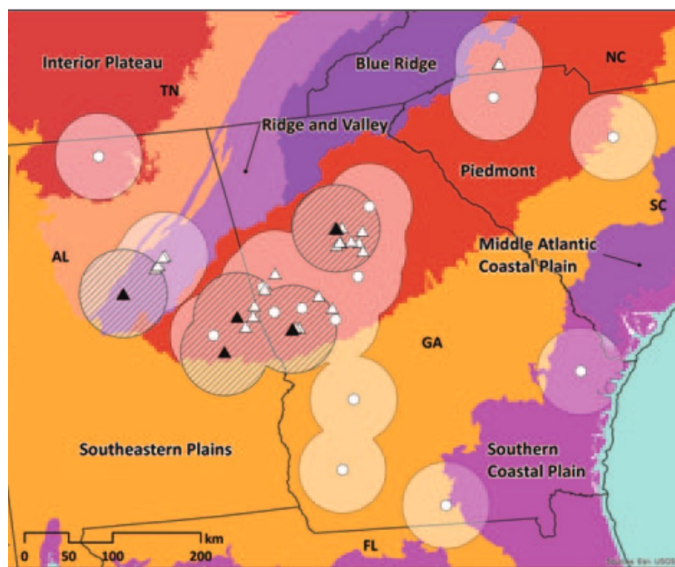 Interior Plateau
TN
Blue Ridge
NC
Ridge and Valley
Piedmont
AL
SC
Middle Atlantic
Coastal Plain
GA
Southeastern Plains
Southern
Coastal Plain
km
0 50 100 200
FL